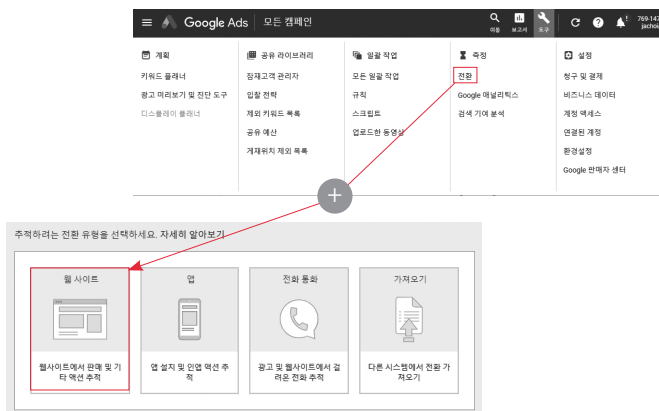 Google Ads 모든 캠페인
이동 보고서 도구
769-147
jachoi
계획
키워드 플래너
광고 미리보기 및 진단 도구
디스플레이 플래너
공유 라이브러리
잠재고객 관리자
입찰 전략
제외 키워드 목록
공유 예산
게재위치 제외 목록
일괄 작업
모든 일괄 작업
규칙
스크립트
업로드한 동영상
측정
전환
Google 애널리틱스
검색 기여 분석
설정
청구 및 결제
비즈니스 데이터
계정 액세스
연결된 계정
환경설정
Google 판매자 센터
추적하려는 전환 유형을 선택하세요. 자세히 알아보기
웹 사이트
웹사이트에서 판매 및 기
타 액션 추적
앱
앱 설치 및 인앱 액션 추
적
전화 통화
광고 및 웹사이트에서 걸
려온 전화 추적
가져오기
다른 시스템에서 전환 가
져오기